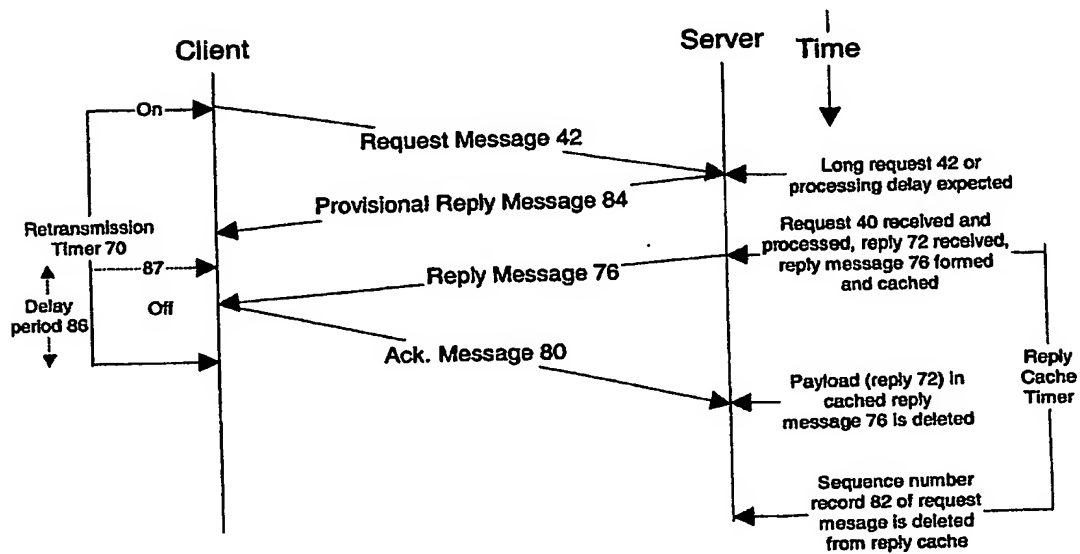 Client
Server
Time
On
Request Message 42
Long request 42 or
processing delay expected
Provisional Reply Message 84
Retransmission
Timer 70
Request 40 received and
processed, reply 72 received,
reply message 76 formed
and cached
87
Reply Message 76
Delay
period 86
Off
Ack. Message 80
Reply
Cache
Timer
Payload (reply 72) in
cached reply
message 76 is deleted
Sequence number
record 82 of request
mesage is deleted
from reply cache